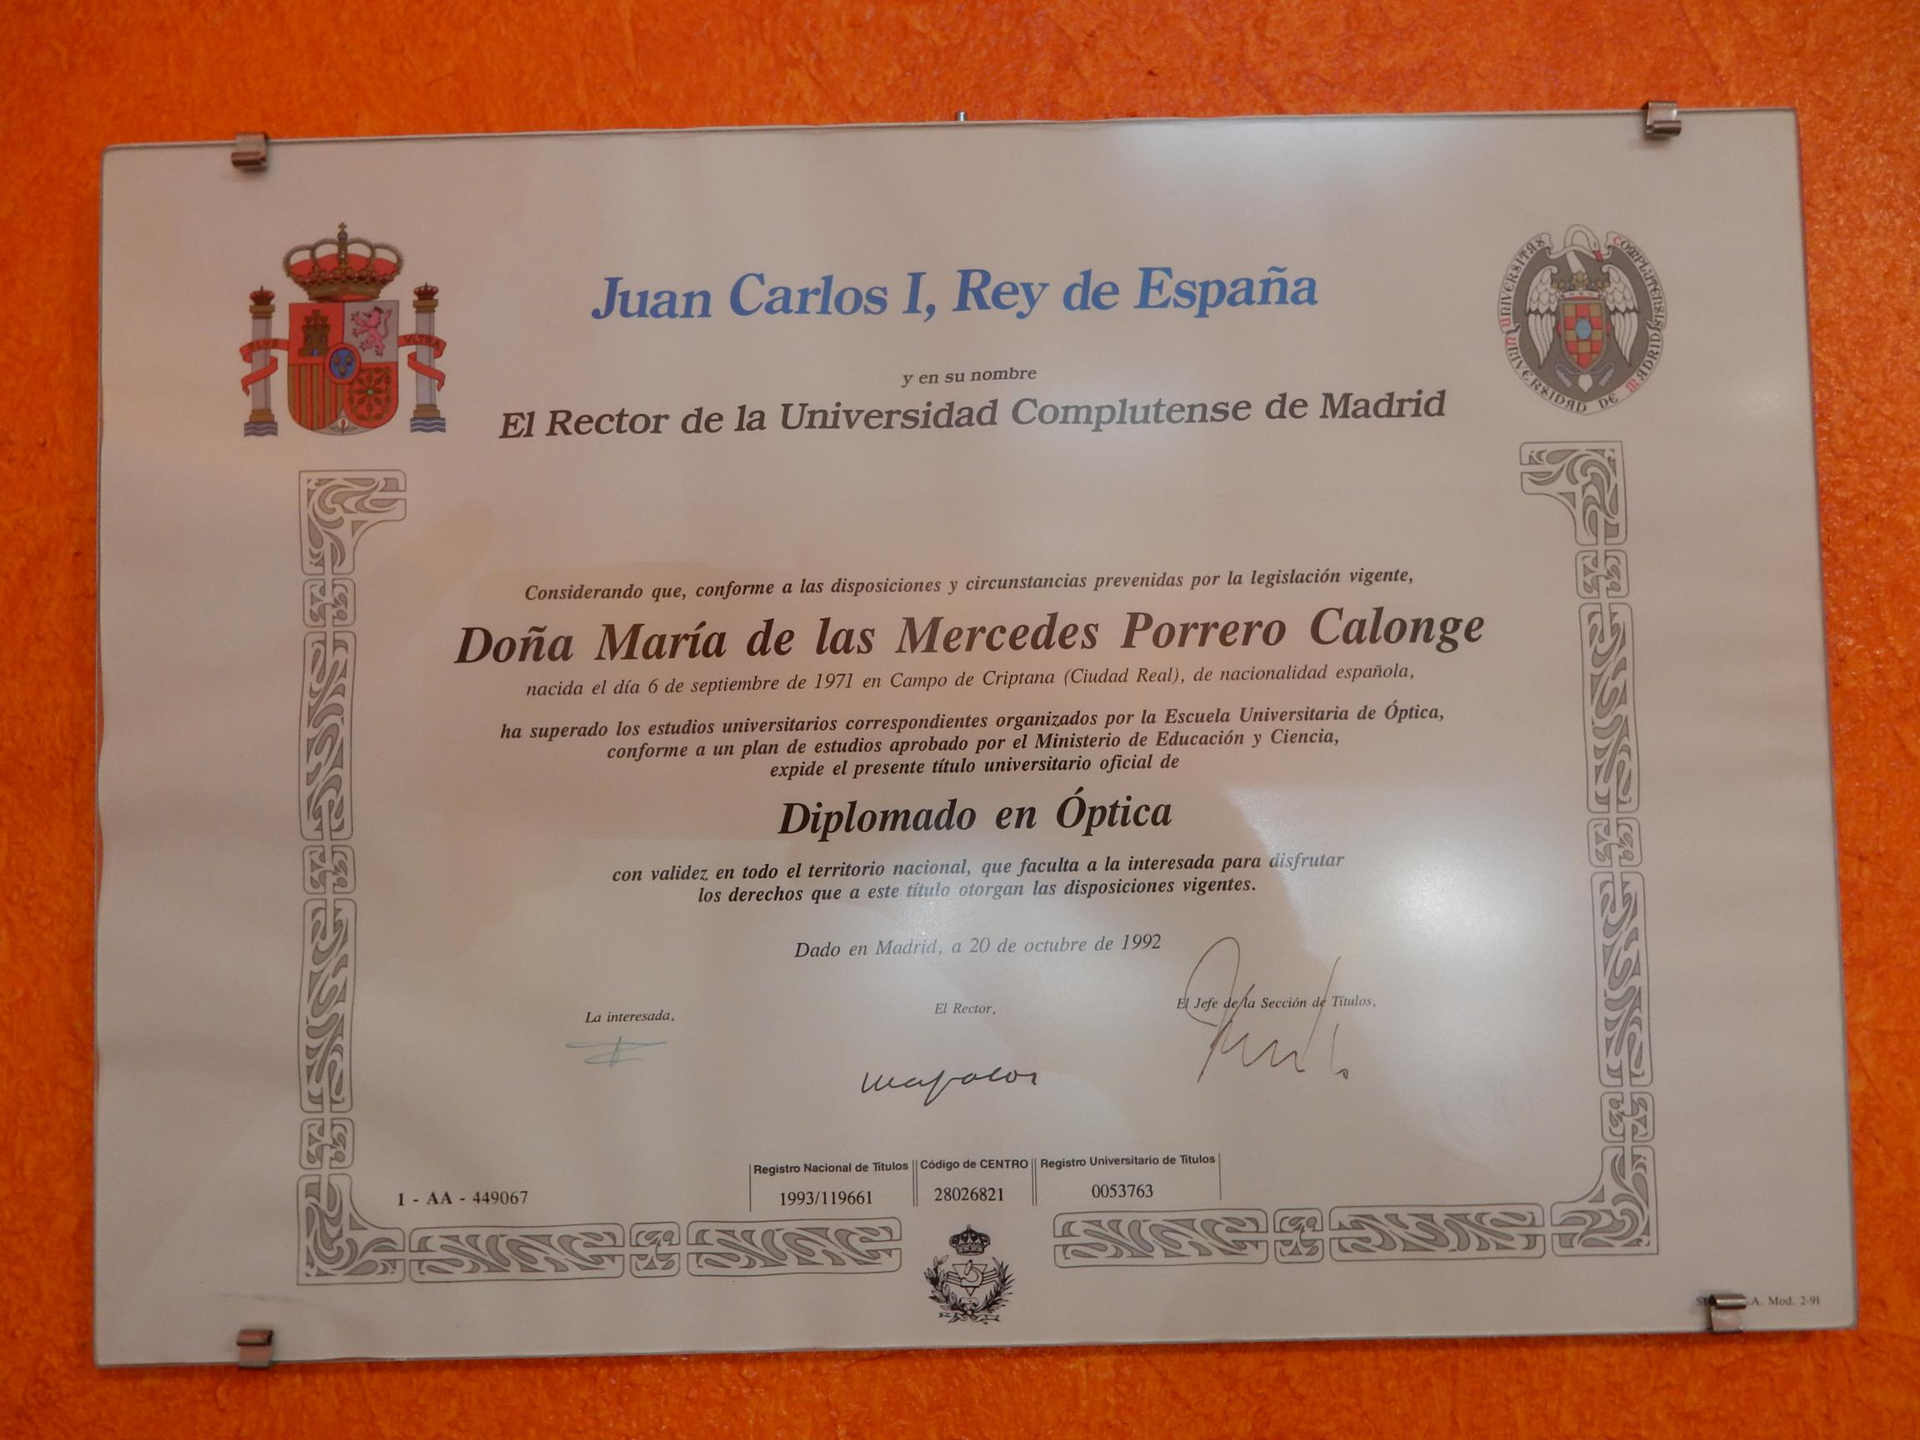 Juan Carlos I, Rey de España
y en su nombre
El Rector de la Universidad Complutense de Madrid
Considerando que, conforme a las disposiciones y circunstancias prevenidas por la legislación vigente,
Doña María de las Mercedes Porrero Calonge
nacida el día 6 de septiembre de 1971 en Campo de Criptana (Ciudad Real), de nacionalidad española,
ha superado los estudios universitarios correspondientes organizados por la Escuela Universitaria de Óptica,
conforme a un plan de estudios aprobado por el Ministerio de Educación y Ciencia,
expide el presente título universitario oficial de
Diplomado en Óptica
con validez en todo el territorio nacional, que faculta a la interesada para disfrutar
los derechos que a este título otorgan las disposiciones vigentes.
Dado en Madrid, a 20 de octubre de 1992
La interesada,
El Rector,
El Jefe de la Sección de Títulos,
Registro Nacional de Títulos
Código de CENTRO
Registro Universitario de Títulos
1 - AA - 449067
1993/119661
28026821
0053763
A. Mod. 2-91